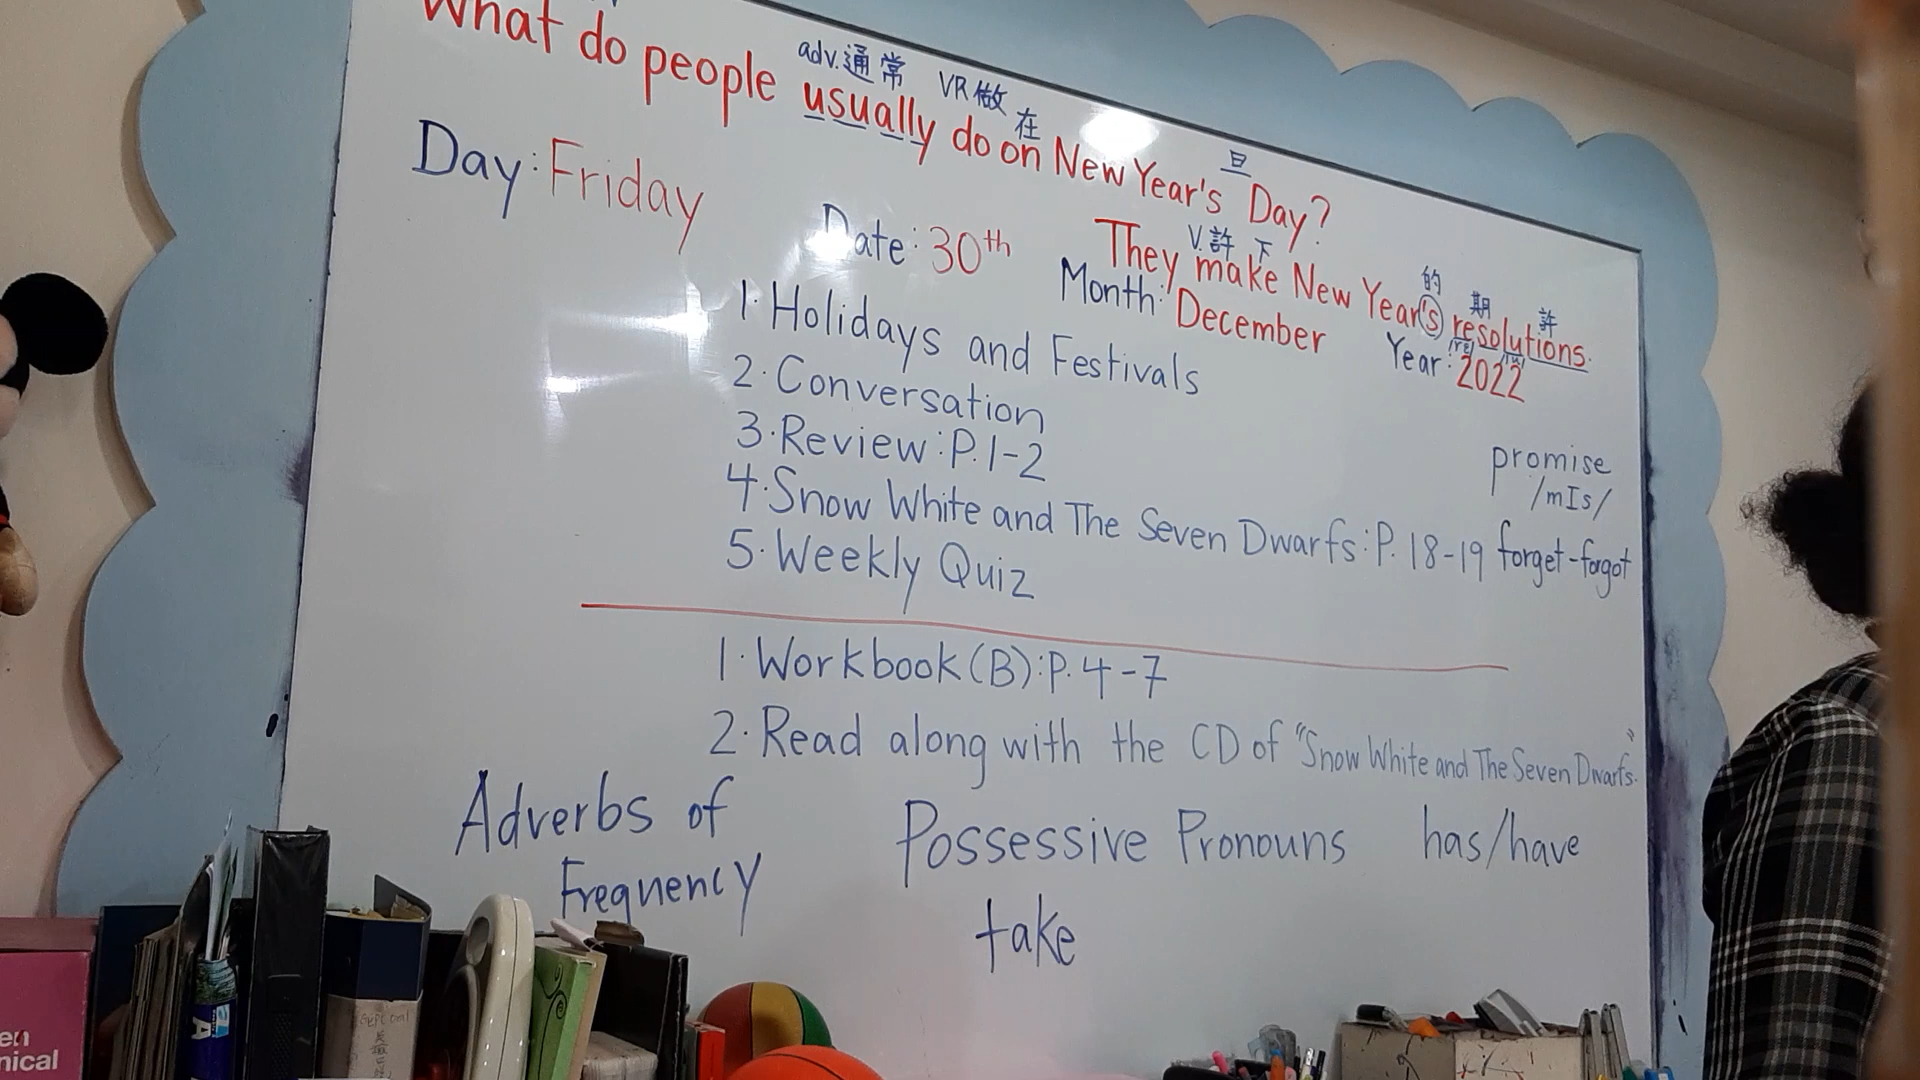 What do people usually do on New Year's Day?
adv.通常 VR做 在 旦
Day: Friday Date: 30th Month: December Year: 2022
They make New Year's resolutions.
V.許下 的 期 許
/re/ /lu/
1. Holidays and Festivals
2. Conversation
3. Review: P. 1-2
promise
/mIs/
4. Snow White and The Seven Dwarfs: P. 18-19
forget-forgot
5. Weekly Quiz
1. Workbook (B): P. 4-7
2. Read along with the CD of "Snow White and The Seven Dwarfs."
Adverbs of
Frequency
Possessive Pronouns
has/have
take